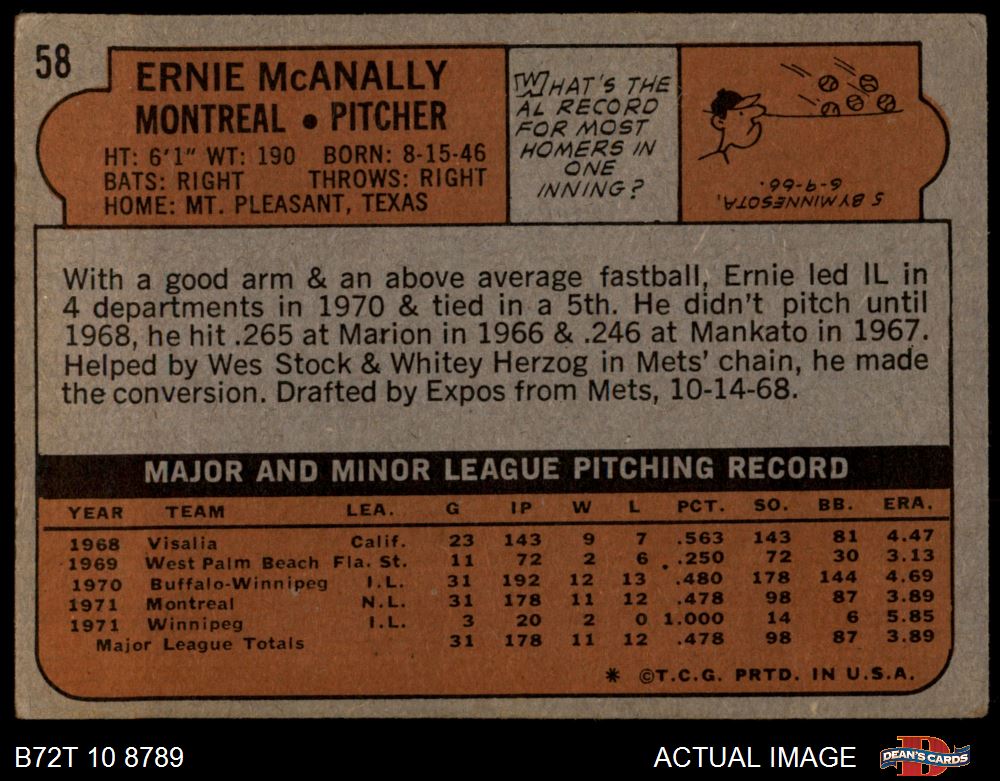 58
ERNIE McANALLY
MONTREAL • PITCHER
HT: 6'1" WT: 190 BORN: 8-15-46
BATS: RIGHT THROWS: RIGHT
HOME: MT. PLEASANT, TEXAS
WHAT'S THE
AL RECORD
FOR MOST
HOMERS IN
ONE
INNING?
5 BY MINNESOTA,
6-9-66.
With a good arm & an above average fastball, Ernie led IL in
4 departments in 1970 & tied in a 5th. He didn't pitch until
1968, he hit .265 at Marion in 1966 & .246 at Mankato in 1967.
Helped by Wes Stock & Whitey Herzog in Mets' chain, he made
the conversion. Drafted by Expos from Mets, 10-14-68.
MAJOR AND MINOR LEAGUE PITCHING RECORD
YEAR TEAM LEA. G IP W L PCT. SO. BB. ERA.
1968 Visalia Calif. 23 143 9 7 .563 143 81 4.47
1969 West Palm Beach Fla. St. 11 72 2 6 .250 72 30 3.13
1970 Buffalo-Winnipeg I.L. 31 192 12 13 .480 178 144 4.69
1971 Montreal N.L. 31 178 11 12 .478 98 87 3.89
1971 Winnipeg I.L. 3 20 2 0 1.000 14 6 5.85
Major League Totals 31 178 11 12 .478 98 87 3.89
* ©T.C.G. PRTD. IN U.S.A.
B72T 10 8789 ACTUAL IMAGE DEAN'S CARDS